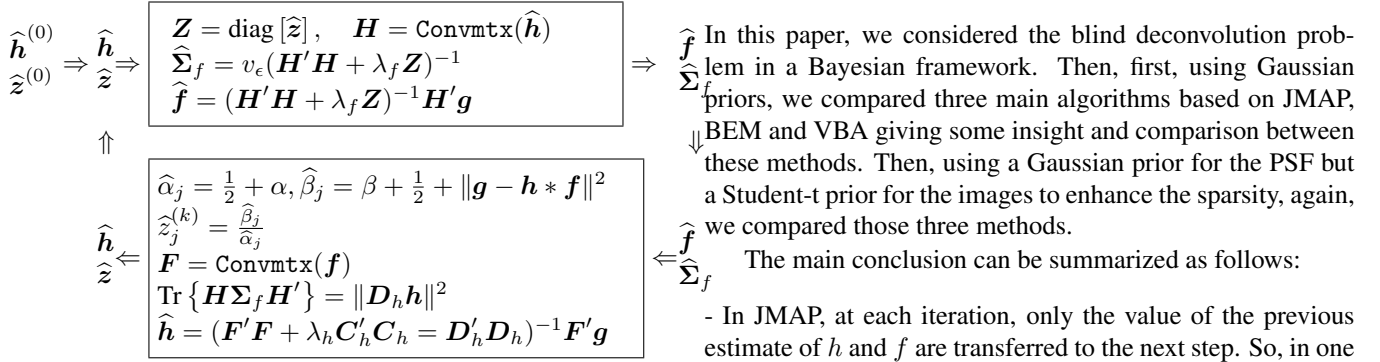 ĥ^(0) ⇒ ĥ ⇒
ẑ^(0) ẑ
Z = diag [ẑ] , H = Convmtx(ĥ)
Σ̂_f = v_ϵ(H′H + λ_f Z)^−1
f̂ = (H′H + λ_f Z)^−1 H′g
⇒ f̂
Σ̂_f
⇑
⇓
α̂_j = 1/2 + α, β̂_j = β + 1/2 + ‖g − h ∗ f‖^2
ẑ_j^(k) = β̂_j/α̂_j
F = Convmtx(f)
Tr {HΣ_f H′} = ‖D_h h‖^2
ĥ = (F′F + λ_h C′_h C_h = D′_h D_h)^−1 F′g
ĥ ⇐
ẑ
⇐ f̂
Σ̂_f
In this paper, we considered the blind deconvolution prob-
lem in a Bayesian framework. Then, first, using Gaussian
priors, we compared three main algorithms based on JMAP,
BEM and VBA giving some insight and comparison between
these methods. Then, using a Gaussian prior for the PSF but
a Student-t prior for the images to enhance the sparsity, again,
we compared those three methods.
The main conclusion can be summarized as follows:
- In JMAP, at each iteration, only the value of the previous
estimate of h and f are transferred to the next step. So, in one